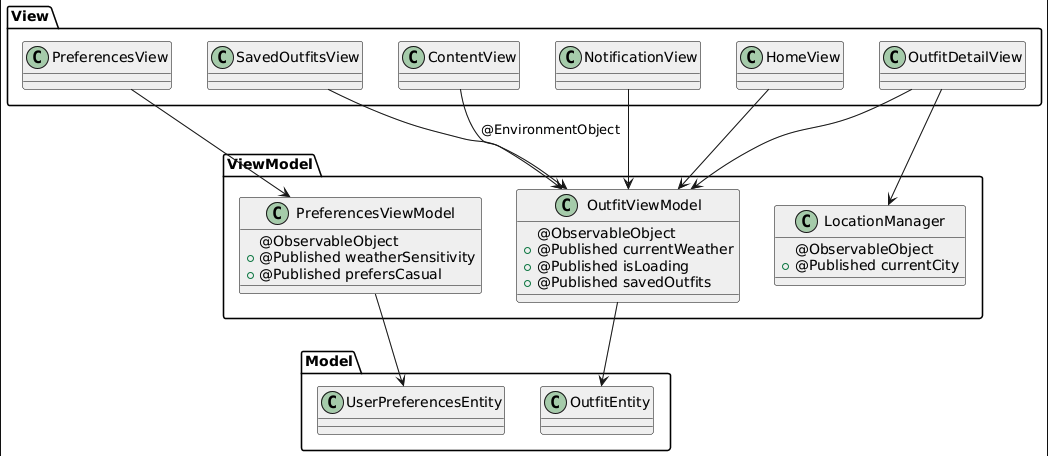 View
C PreferencesView
C SavedOutfitsView
C ContentView
C NotificationView
C HomeView
C OutfitDetailView
@EnvironmentObject
ViewModel
C PreferencesViewModel
@ObservableObject
@Published weatherSensitivity
@Published prefersCasual
C OutfitViewModel
@ObservableObject
@Published currentWeather
@Published isLoading
@Published savedOutfits
C LocationManager
@ObservableObject
@Published currentCity
Model
C UserPreferencesEntity
C OutfitEntity